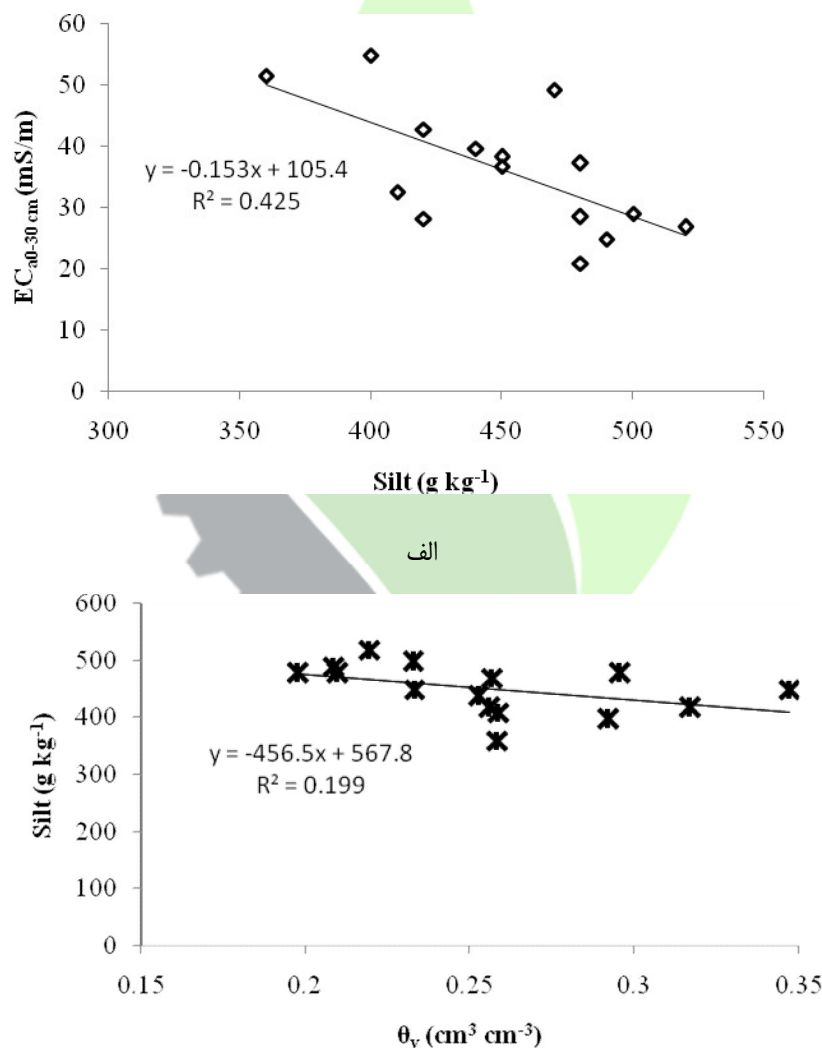 60
50
40
30
20
10
0
ECa0-30 cm (mS/m)
y = -0.153x + 105.4
R² = 0.425
300 350 400 450 500 550
Silt (g kg⁻¹)
الف
600
500
400
300
200
100
0
Silt (g kg⁻¹)
y = -456.5x + 567.8
R² = 0.199
0.15 0.2 0.25 0.3 0.35
θv (cm³ cm⁻³)